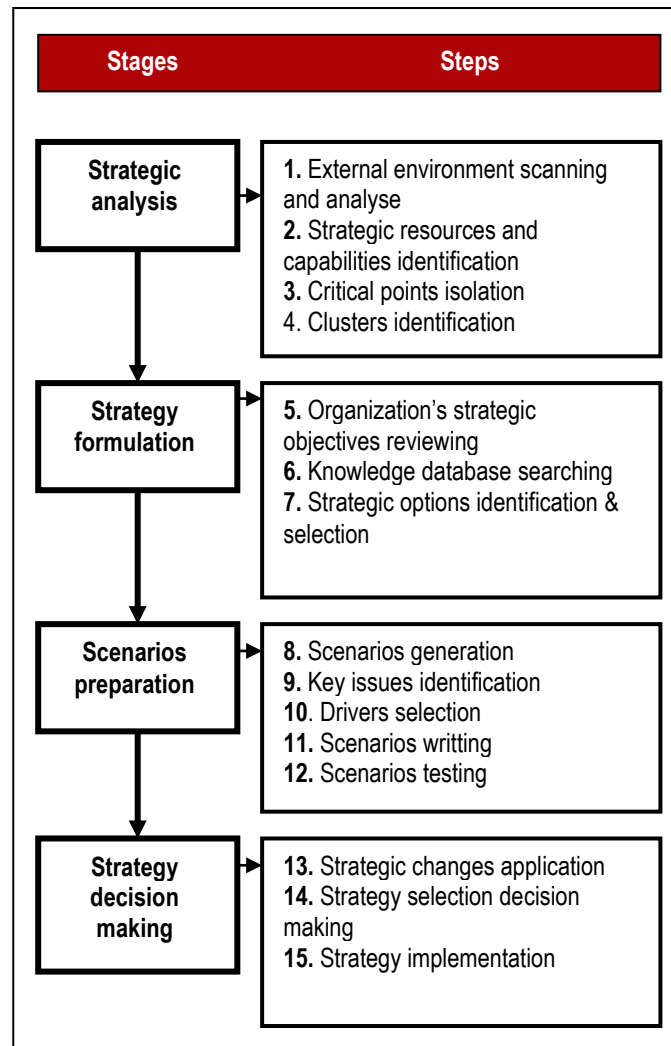 Stages
Steps
Strategic
analysis
1. External environment scanning
and analyse
2. Strategic resources and
capabilities identification
3. Critical points isolation
4. Clusters identification
Strategy
formulation
5. Organization’s strategic
objectives reviewing
6. Knowledge database searching
7. Strategic options identification &
selection
Scenarios
preparation
8. Scenarios generation
9. Key issues identification
10. Drivers selection
11. Scenarios writting
12. Scenarios testing
Strategy
decision
making
13. Strategic changes application
14. Strategy selection decision
making
15. Strategy implementation